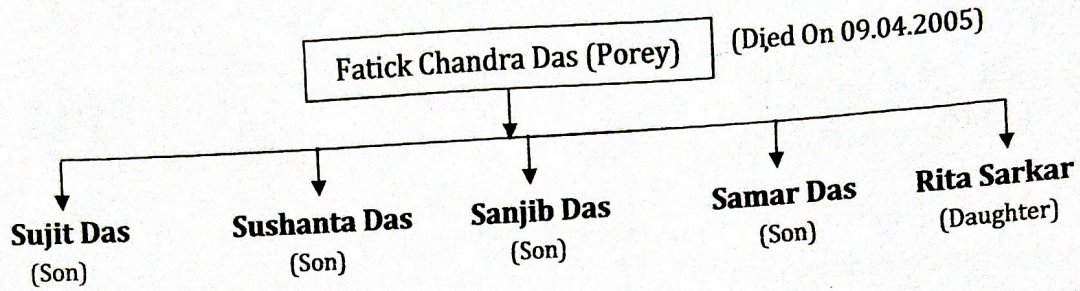 Fatick Chandra Das (Porey) (Died On 09.04.2005)
Sujit Das Sushanta Das Sanjib Das Samar Das Rita Sarkar
(Son) (Son) (Son) (Son) (Daughter)